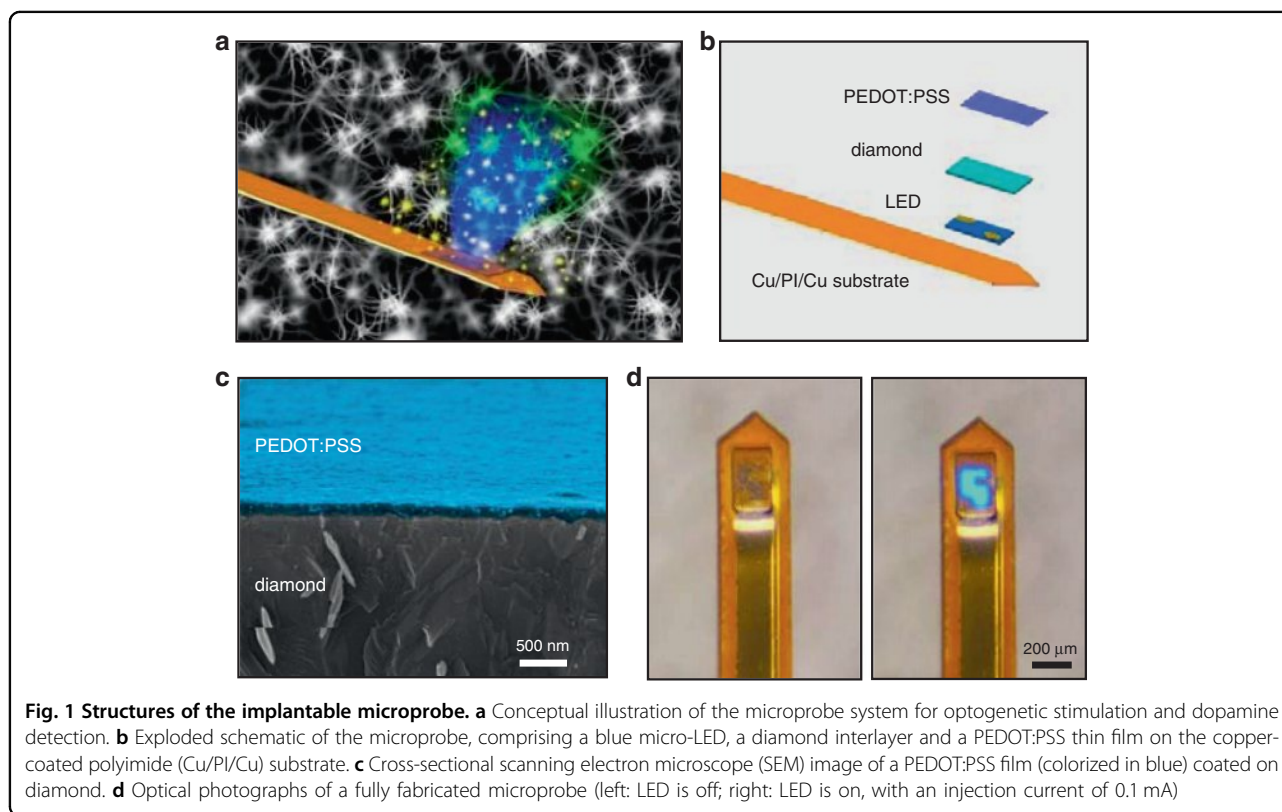 a
b
PEDOT:PSS
diamond
LED
Cu/PI/Cu substrate
c
d
PEDOT:PSS
diamond
500 nm
200 μm
Fig. 1 Structures of the implantable microprobe. a Conceptual illustration of the microprobe system for optogenetic stimulation and dopamine
detection. b Exploded schematic of the microprobe, comprising a blue micro-LED, a diamond interlayer and a PEDOT:PSS thin film on the copper-
coated polyimide (Cu/PI/Cu) substrate. c Cross-sectional scanning electron microscope (SEM) image of a PEDOT:PSS film (colorized in blue) coated on
diamond. d Optical photographs of a fully fabricated microprobe (left: LED is off; right: LED is on, with an injection current of 0.1 mA)